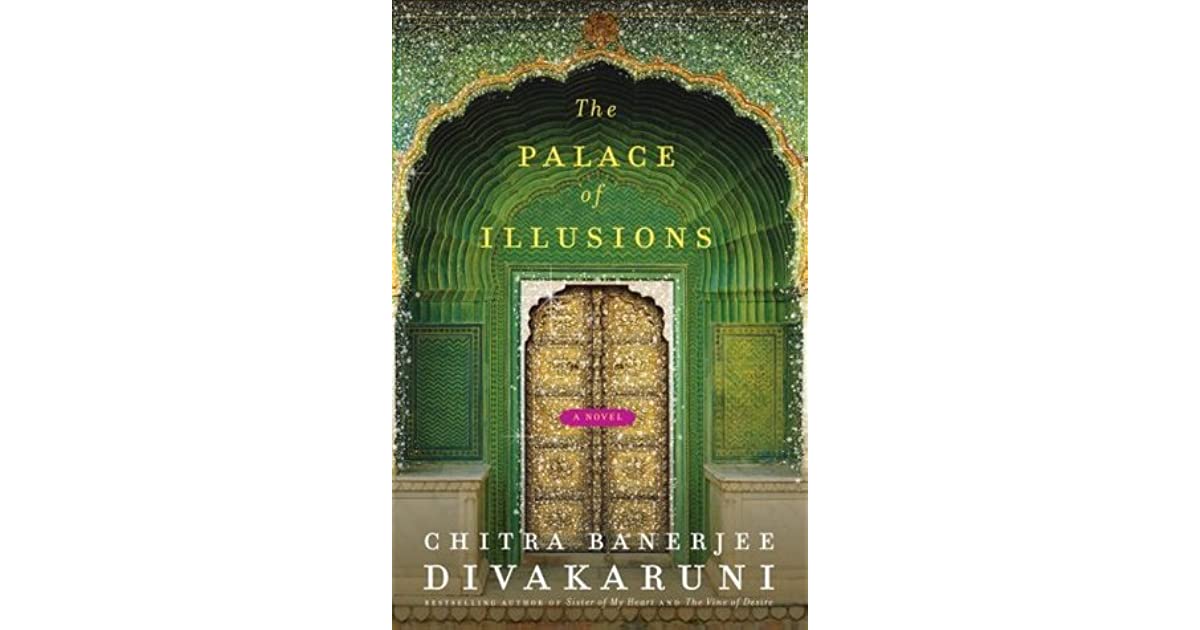 The
PALACE
of
ILLUSIONS
A NOVEL
CHITRA BANERJEE
DIVAKARUNI
BESTSELLING AUTHOR OF Sister of My Heart AND The Vine of Desire